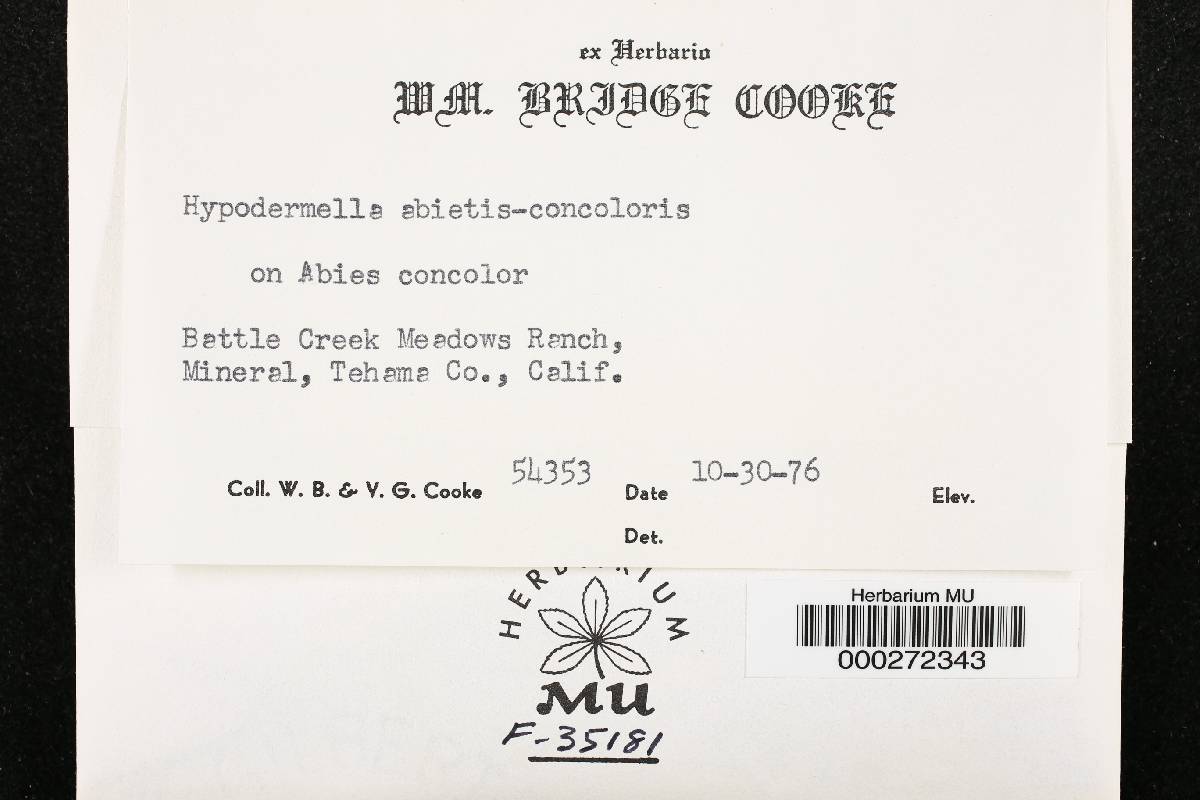 ex Herbario
WM. BRIDGE COOKE
Hypodermella abietis-concoloris
on Abies concolor
Battle Creek Meadows Ranch,
Mineral, Tehama Co., Calif.
Coll. W. B. & V. G. Cooke 54353 Date 10-30-76 Elev.
Det.
HERBARIUM
MU
F-35181
Herbarium MU
000272343